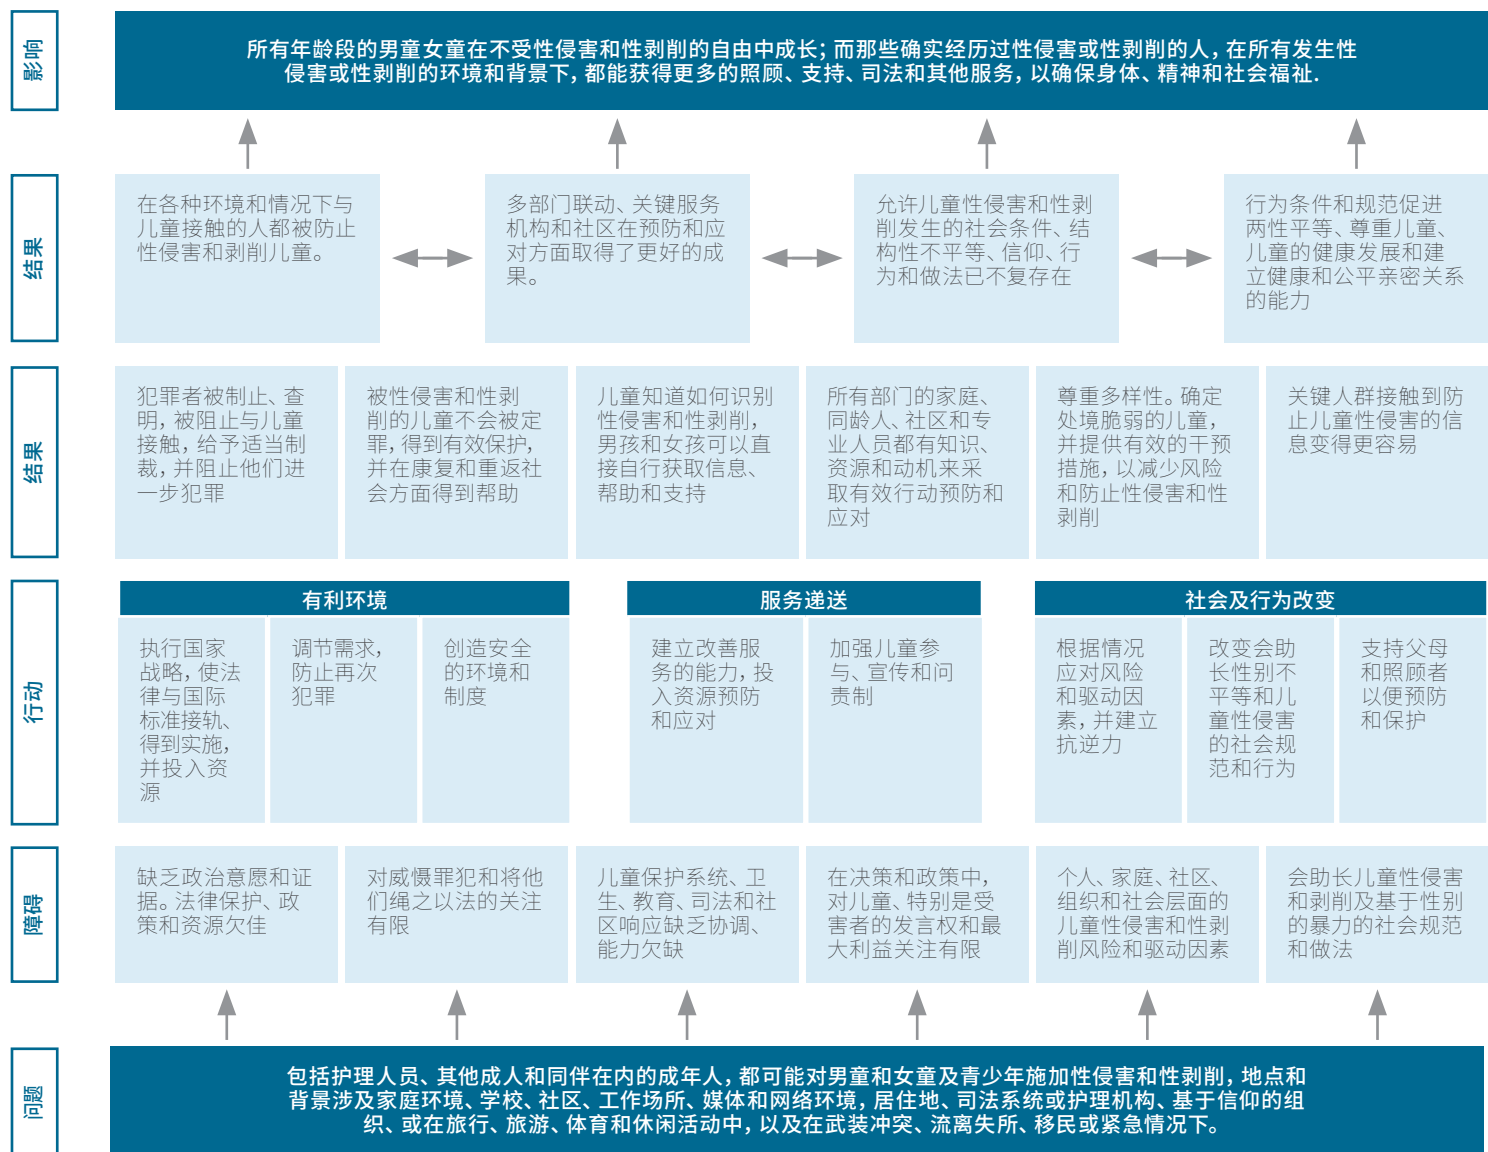 影响
所有年龄段的男童女童在不受性侵害和性剥削的自由中成长；而那些确实经历过性侵害或性剥削的人，在所有发生性
侵害或性剥削的环境和背景下，都能获得更多的照顾、支持、司法和其他服务，以确保身体、精神和社会福祉.
结果
在各种环境和情况下与
儿童接触的人都被防止
性侵害和剥削儿童。
多部门联动、关键服务
机构和社区在预防和应
对方面取得了更好的成
果。
允许儿童性侵害和性剥
削发生的社会条件、结
构性不平等、信仰、行
为和做法已不复存在
行为条件和规范促进
两性平等、尊重儿童、
儿童的健康发展和建
立健康和公平亲密关系
的能力
结果
犯罪者被制止、查
明，被阻止与儿童
接触，给予适当制
裁，并阻止他们进
一步犯罪
被性侵害和性剥
削的儿童不会被定
罪，得到有效保护，
并在康复和重返社
会方面得到帮助
儿童知道如何识别
性侵害和性剥削，
男孩和女孩可以直
接自行获取信息、
帮助和支持
所有部门的家庭、
同龄人、社区和专
业人员都有知识、
资源和动机来采
取有效行动预防和
应对
尊重多样性。确定
处境脆弱的儿童，
并提供有效的干预
措施，以减少风险
和防止性侵害和性
剥削
关键人群接触到防
止儿童性侵害的信
息变得更容易
行动
有利环境
执行国家
战略，使法
律与国际
标准接轨、
得到实施，
并投入资
源
调节需求，
防止再次
犯罪
创造安全
的环境和
制度
服务递送
建立改善服
务的能力，投
入资源预防
和应对
加强儿童参
与、宣传和问
责制
社会及行为改变
根据情况
应对风险
和驱动因
素，并建立
抗逆力
改变会助
长性别不
平等和儿
童性侵害
的社会规
范和行为
支持父母
和照顾者
以便预防
和保护
障碍
缺乏政治意愿和证
据。法律保护、政
策和资源欠佳
对威慑罪犯和将他
们绳之以法的关注
有限
儿童保护系统、卫
生、教育、司法和社
区响应缺乏协调、
能力欠缺
在决策和政策中，
对儿童、特别是受
害者的发言权和最
大利益关注有限
个人、家庭、社区、
组织和社会层面的
儿童性侵害和性剥
削风险和驱动因素
会助长儿童性侵害
和剥削及基于性别
的暴力的社会规范
和做法
问题
包括护理人员、其他成人和同伴在内的成年人，都可能对男童和女童及青少年施加性侵害和性剥削，地点和
背景涉及家庭环境、学校、社区、工作场所、媒体和网络环境，居住地、司法系统或护理机构、基于信仰的组
织、或在旅行、旅游、体育和休闲活动中，以及在武装冲突、流离失所、移民或紧急情况下。